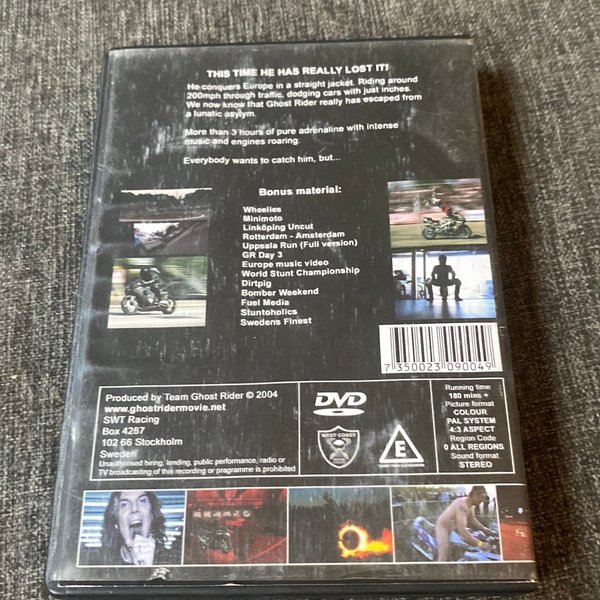 THIS TIME HE HAS REALLY LOST IT!
He conquers Europe in a straight jacket. Riding around
200mph through traffic, dodging cars with just inches.
We now know that Ghost Rider really has escaped from
a lunatic asylym.
More than 3 hours of pure adrenaline with intense
music and engines roaring.
Everybody wants to catch him, but...
Bonus material:
Wheelies
Minimoto
Linköping Uncut
Rotterdam - Amsterdam
Uppsala Run (Full version)
GR Day 3
Europe music video
World Stunt Championship
Dirtpig
Bomber Weekend
Fuel Media
Stuntoholics
Swedens Finest
7 350023 090049
Produced by Team Ghost Rider © 2004
www.ghostridermovie.net
SWT Racing
Box 4287
102 66 Stockholm
Sweden
Unauthorised hiring, lending, public performance, radio or
TV broadcasting of this recording or pragramme is prohibited
DVD
WEST COAST
E
Running time
180 mins +
Picture format
COLOUR
PAL SYSTEM
4:3 ASPECT
Region Code
0 ALL REGIONS
Sound format
STEREO